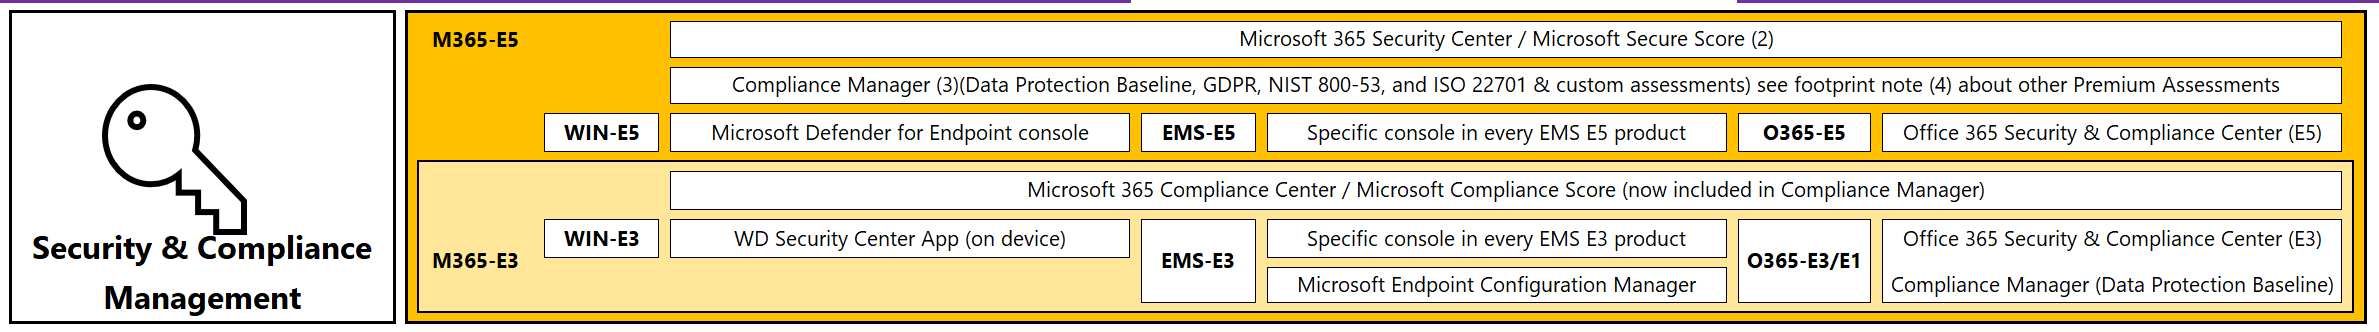 Security & Compliance
Management
M365-E5
Microsoft 365 Security Center / Microsoft Secure Score (2)
Compliance Manager (3)(Data Protection Baseline, GDPR, NIST 800-53, and ISO 22701 & custom assessments) see footprint note (4) about other Premium Assessments
WIN-E5
Microsoft Defender for Endpoint console
EMS-E5
Specific console in every EMS E5 product
O365-E5
Office 365 Security & Compliance Center (E5)
M365-E3
Microsoft 365 Compliance Center / Microsoft Compliance Score (now included in Compliance Manager)
WIN-E3
WD Security Center App (on device)
EMS-E3
Specific console in every EMS E3 product
Microsoft Endpoint Configuration Manager
O365-E3/E1
Office 365 Security & Compliance Center (E3)
Compliance Manager (Data Protection Baseline)